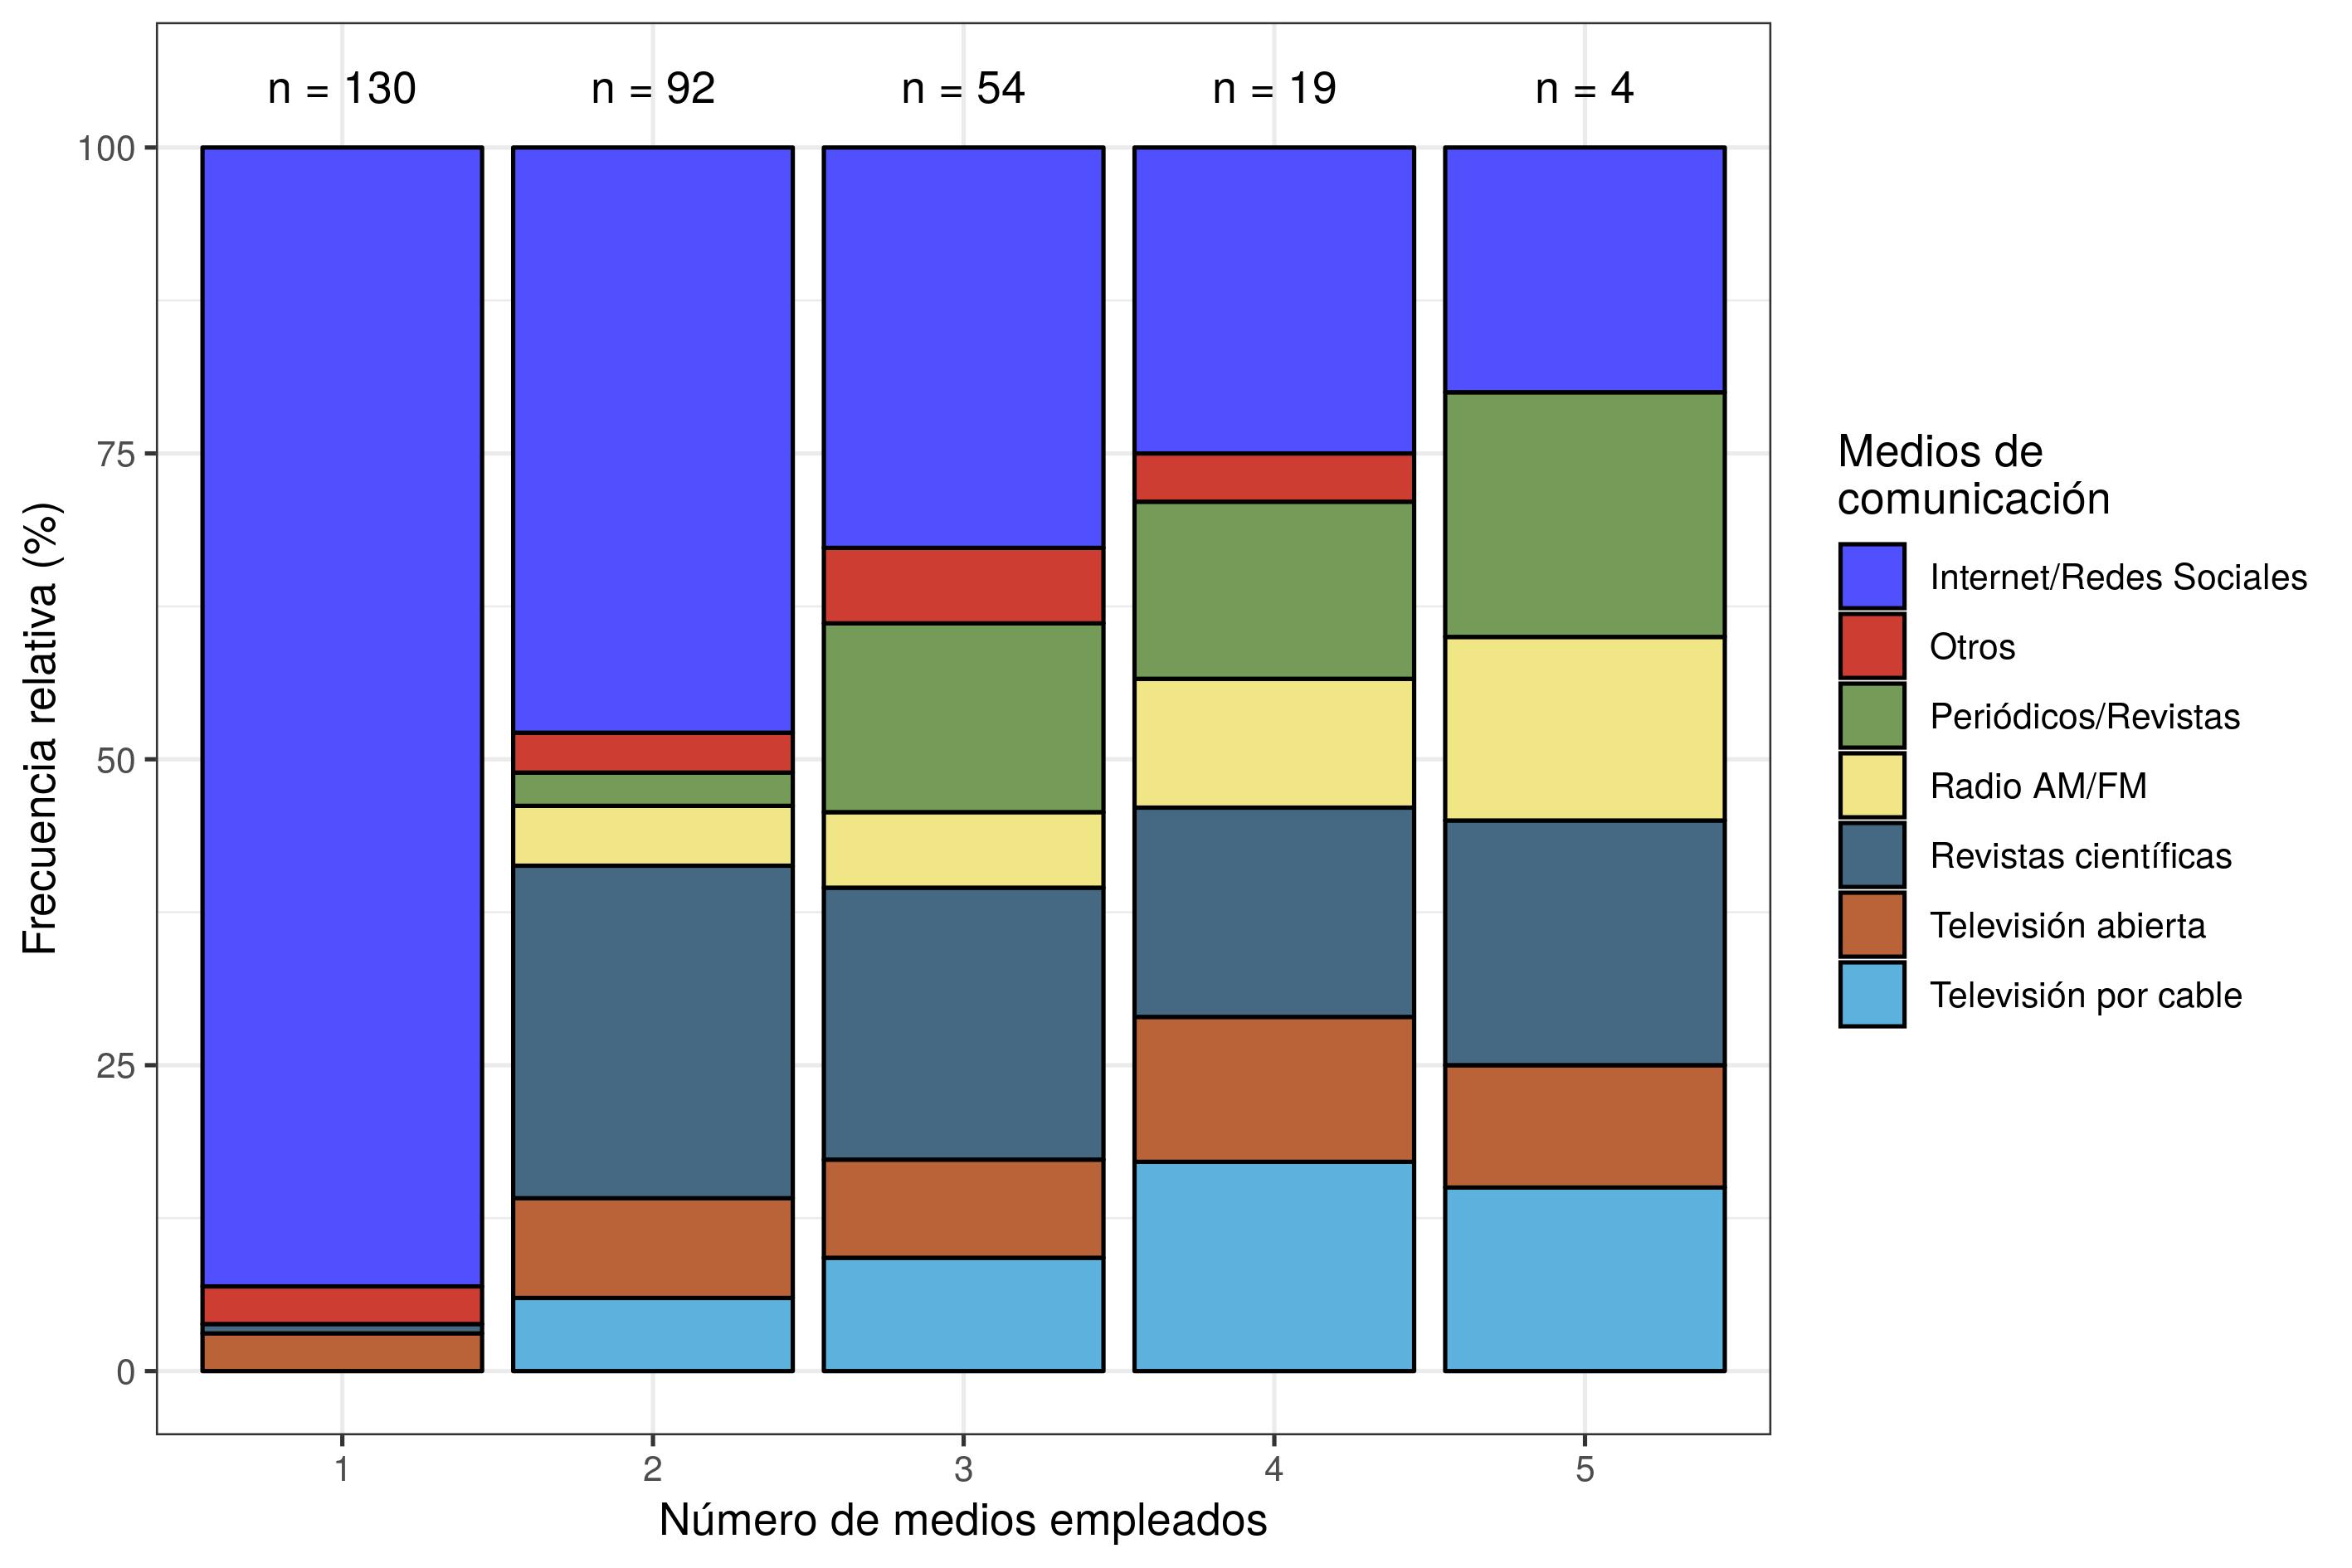 n = 130
n = 92
n = 54
n = 19
n = 4
100
75
50
25
0
Frecuencia relativa (%)
1
2
3
4
5
Número de medios empleados
Medios de
comunicación
Internet/Redes Sociales
Otros
Periódicos/Revistas
Radio AM/FM
Revistas científicas
Televisión abierta
Televisión por cable